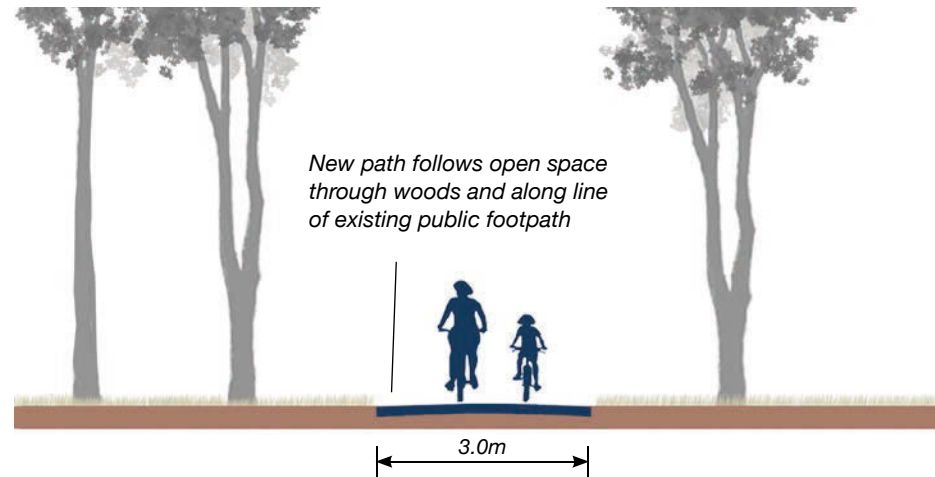 New path follows open space
through woods and along line
of existing public footpath
3.0m